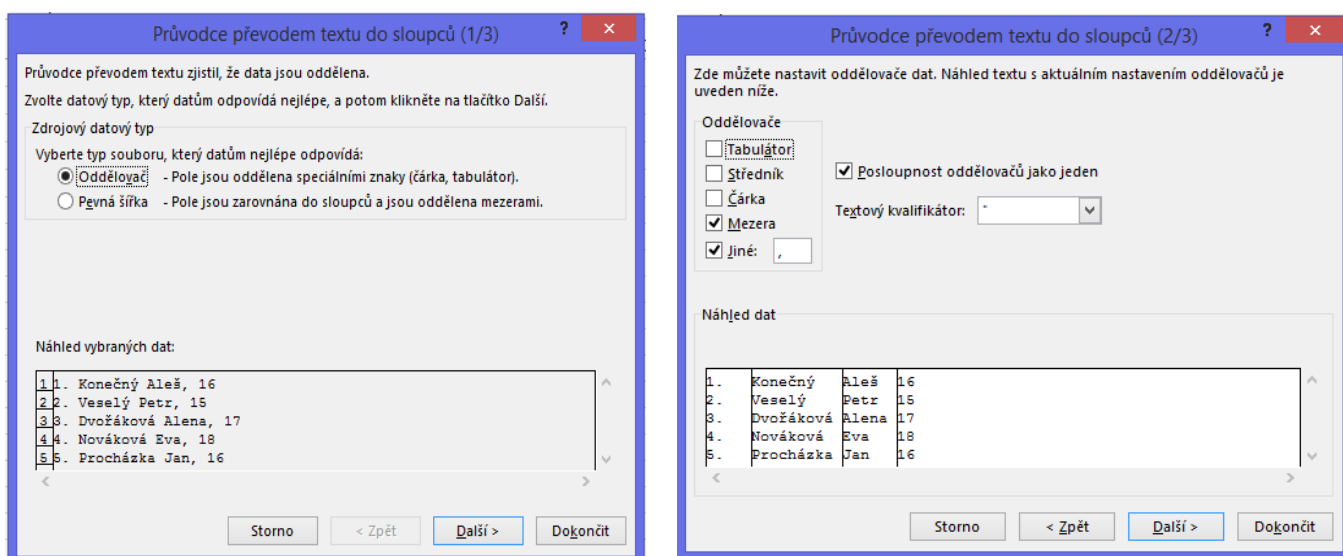 Průvodce převodem textu do sloupců (1/3)
? ×
Průvodce převodem textu zjistil, že data jsou oddělena.
Zvolte datový typ, který datům odpovídá nejlépe, a potom klikněte na tlačítko Další.
Zdrojový datový typ
Vyberte typ souboru, který datům nejlépe odpovídá:
Oddělovač - Pole jsou oddělena speciálními znaky (čárka, tabulátor).
Pevná šířka - Pole jsou zarovnána do sloupců a jsou oddělena mezerami.
Náhled vybraných dat:
1 1. Konečný Aleš, 16
2 2. Veselý Petr, 15
3 3. Dvořáková Alena, 17
4 4. Nováková Eva, 18
5 5. Procházka Jan, 16
Storno < Zpět Další > Dokončit
Průvodce převodem textu do sloupců (2/3)
? ×
Zde můžete nastavit oddělovače dat. Náhled textu s aktuálním nastavením oddělovačů je
uveden níže.
Oddělovače
Tabulátor
Středník
Čárka
Mezera
Jiné: ,
Posloupnost oddělovačů jako jeden
Textový kvalifikátor: "
Náhled dat
1. Konečný Aleš 16
2. Veselý Petr 15
3. Dvořáková Alena 17
4. Nováková Eva 18
5. Procházka Jan 16
Storno < Zpět Další > Dokončit